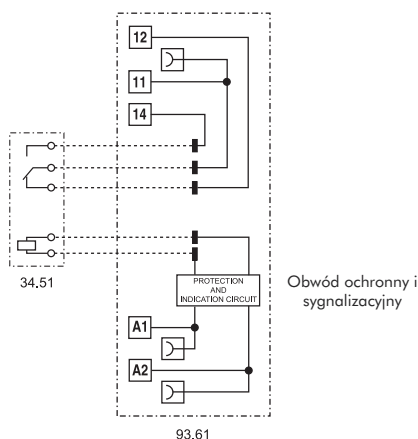 12
11
14
34.51
PROTECTION
AND
INDICATION CIRCUIT
Obwód ochronny i
sygnalizacyjny
A1
A2
93.61